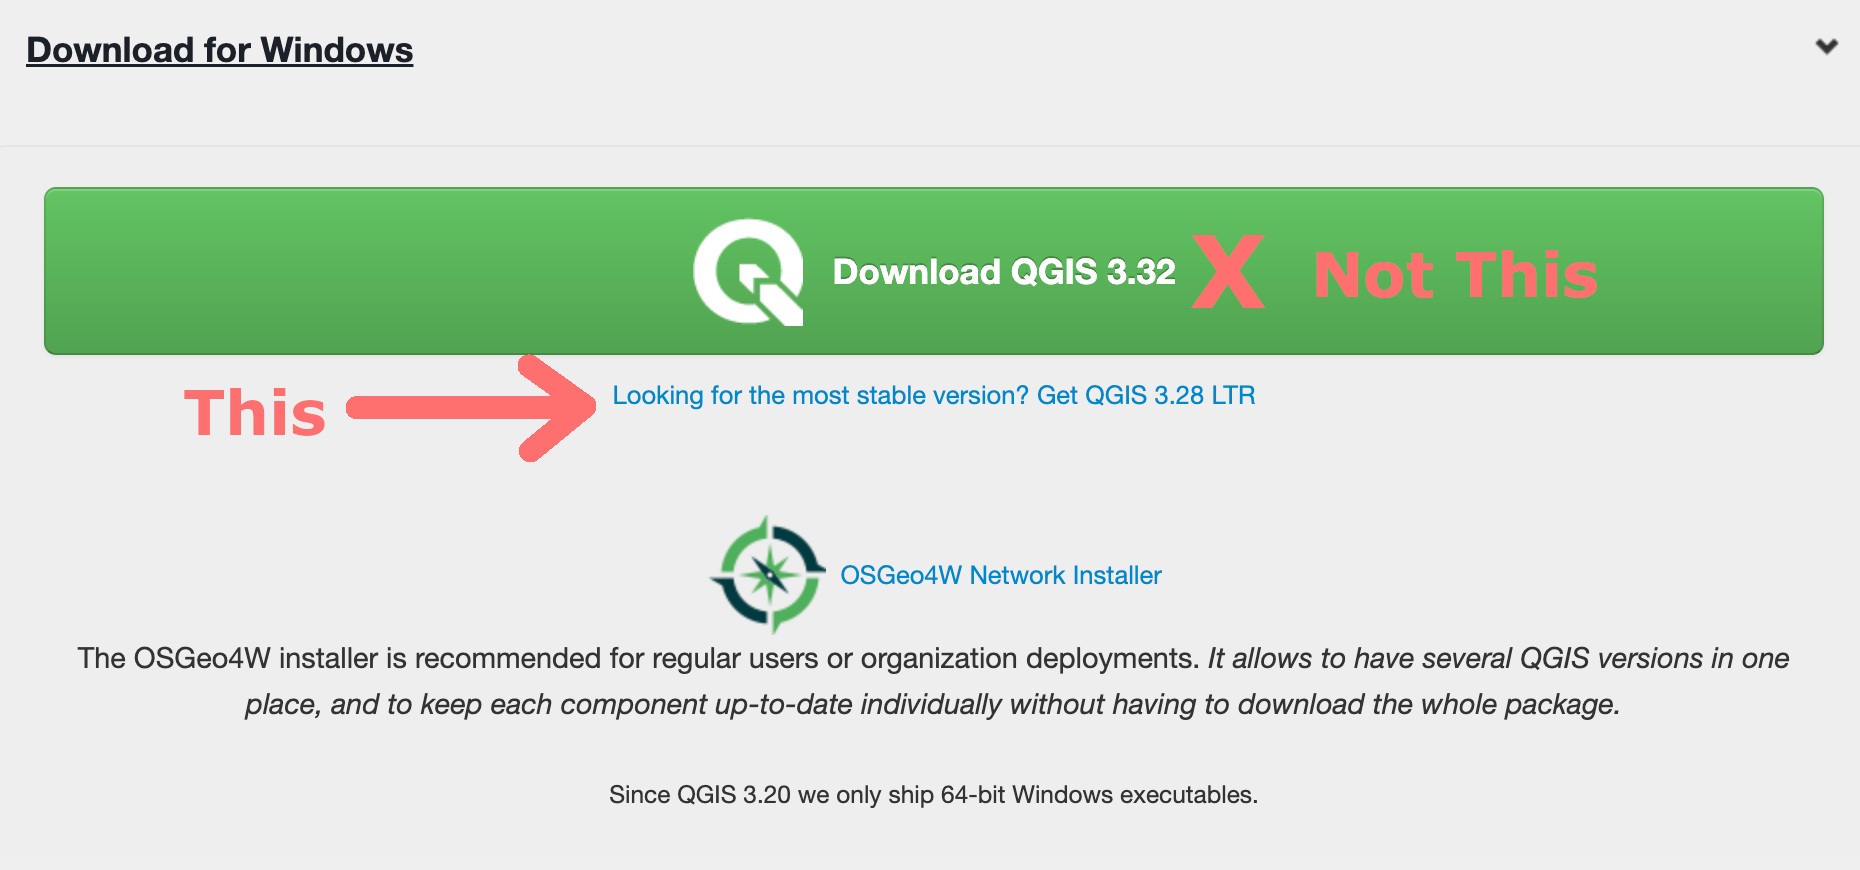 Download for Windows
Download QGIS 3.32 X Not This
This
Looking for the most stable version? Get QGIS 3.28 LTR
OSGeo4W Network Installer
The OSGeo4W installer is recommended for regular users or organization deployments. It allows to have several QGIS versions in one
place, and to keep each component up-to-date individually without having to download the whole package.
Since QGIS 3.20 we only ship 64-bit Windows executables.